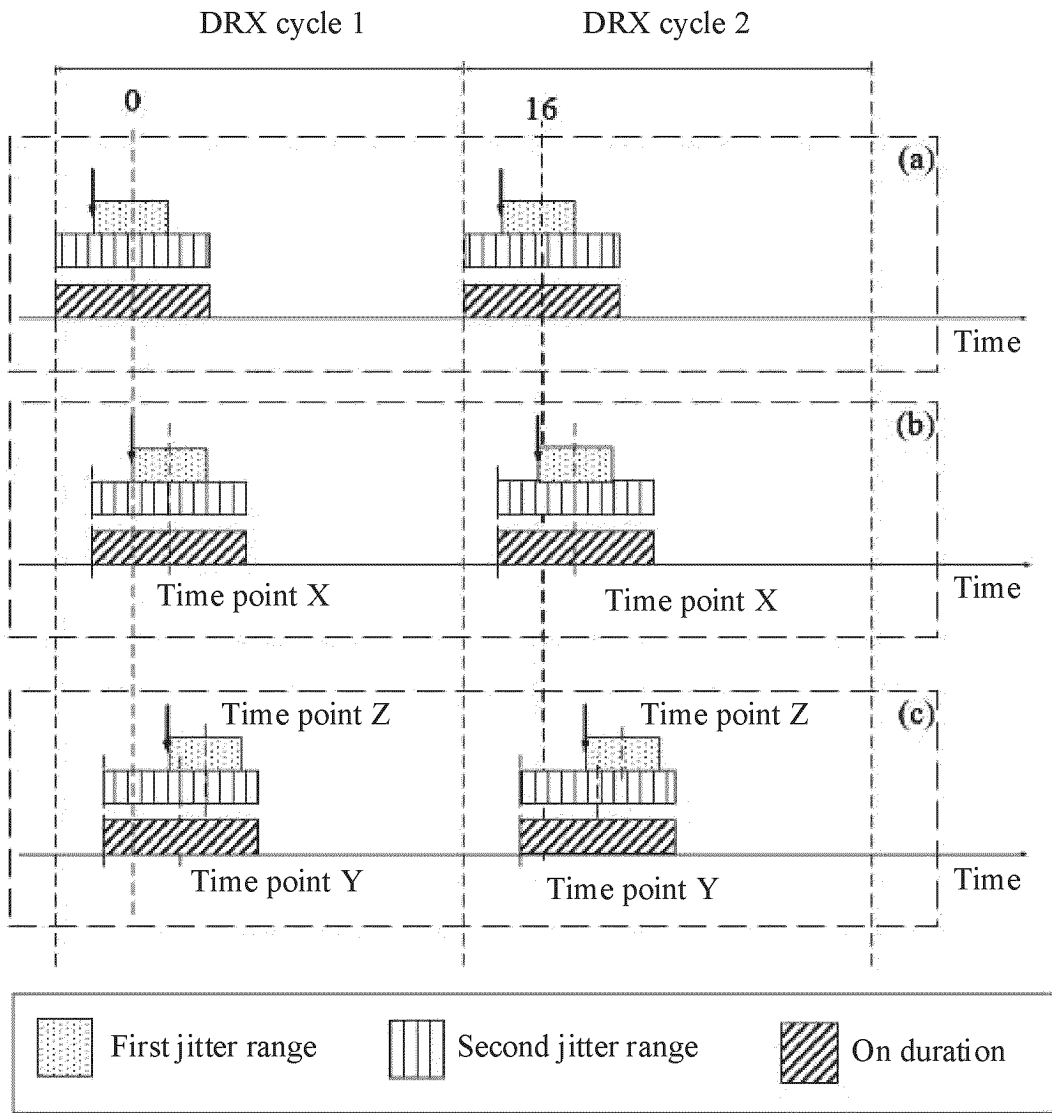 DRX cycle 1 DRX cycle 2
0 16
(a)
Time
(b)
Time point X Time point X Time
Time point Z Time point Z (c)
Time point Y Time point Y Time
First jitter range Second jitter range On duration